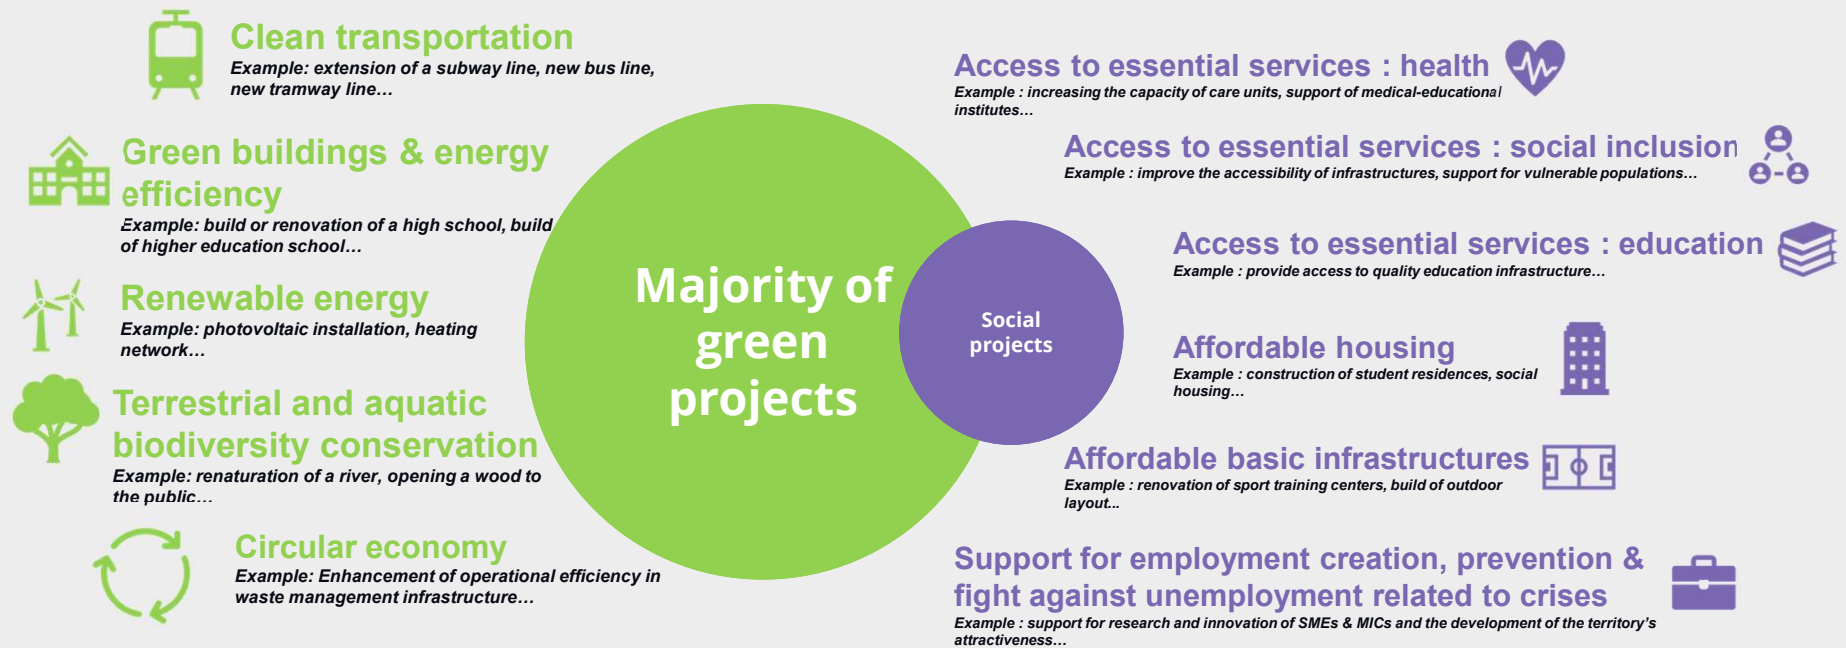 Clean transportation
Example: extension of a subway line, new bus line,
new tramway line…
Green buildings & energy
efficiency
Example: build or renovation of a high school, build
of higher education school…
Renewable energy
Example: photovoltaic installation, heating
network…
Terrestrial and aquatic
biodiversity conservation
Example: renaturation of a river, opening a wood to
the public…
Circular economy
Example: Enhancement of operational efficiency in
waste management infrastructure…
Majority of
green
projects
Social
projects
Access to essential services : health
Example : increasing the capacity of care units, support of medical-educational
institutes…
Access to essential services : social inclusion
Example : improve the accessibility of infrastructures, support for vulnerable populations…
Access to essential services : education
Example : provide access to quality education infrastructure…
Affordable housing
Example : construction of student residences, social
housing…
Affordable basic infrastructures
Example : renovation of sport training centers, build of outdoor
layout...
Support for employment creation, prevention &
fight against unemployment related to crises
Example : support for research and innovation of SMEs & MICs and the development of the territory’s
attractiveness…